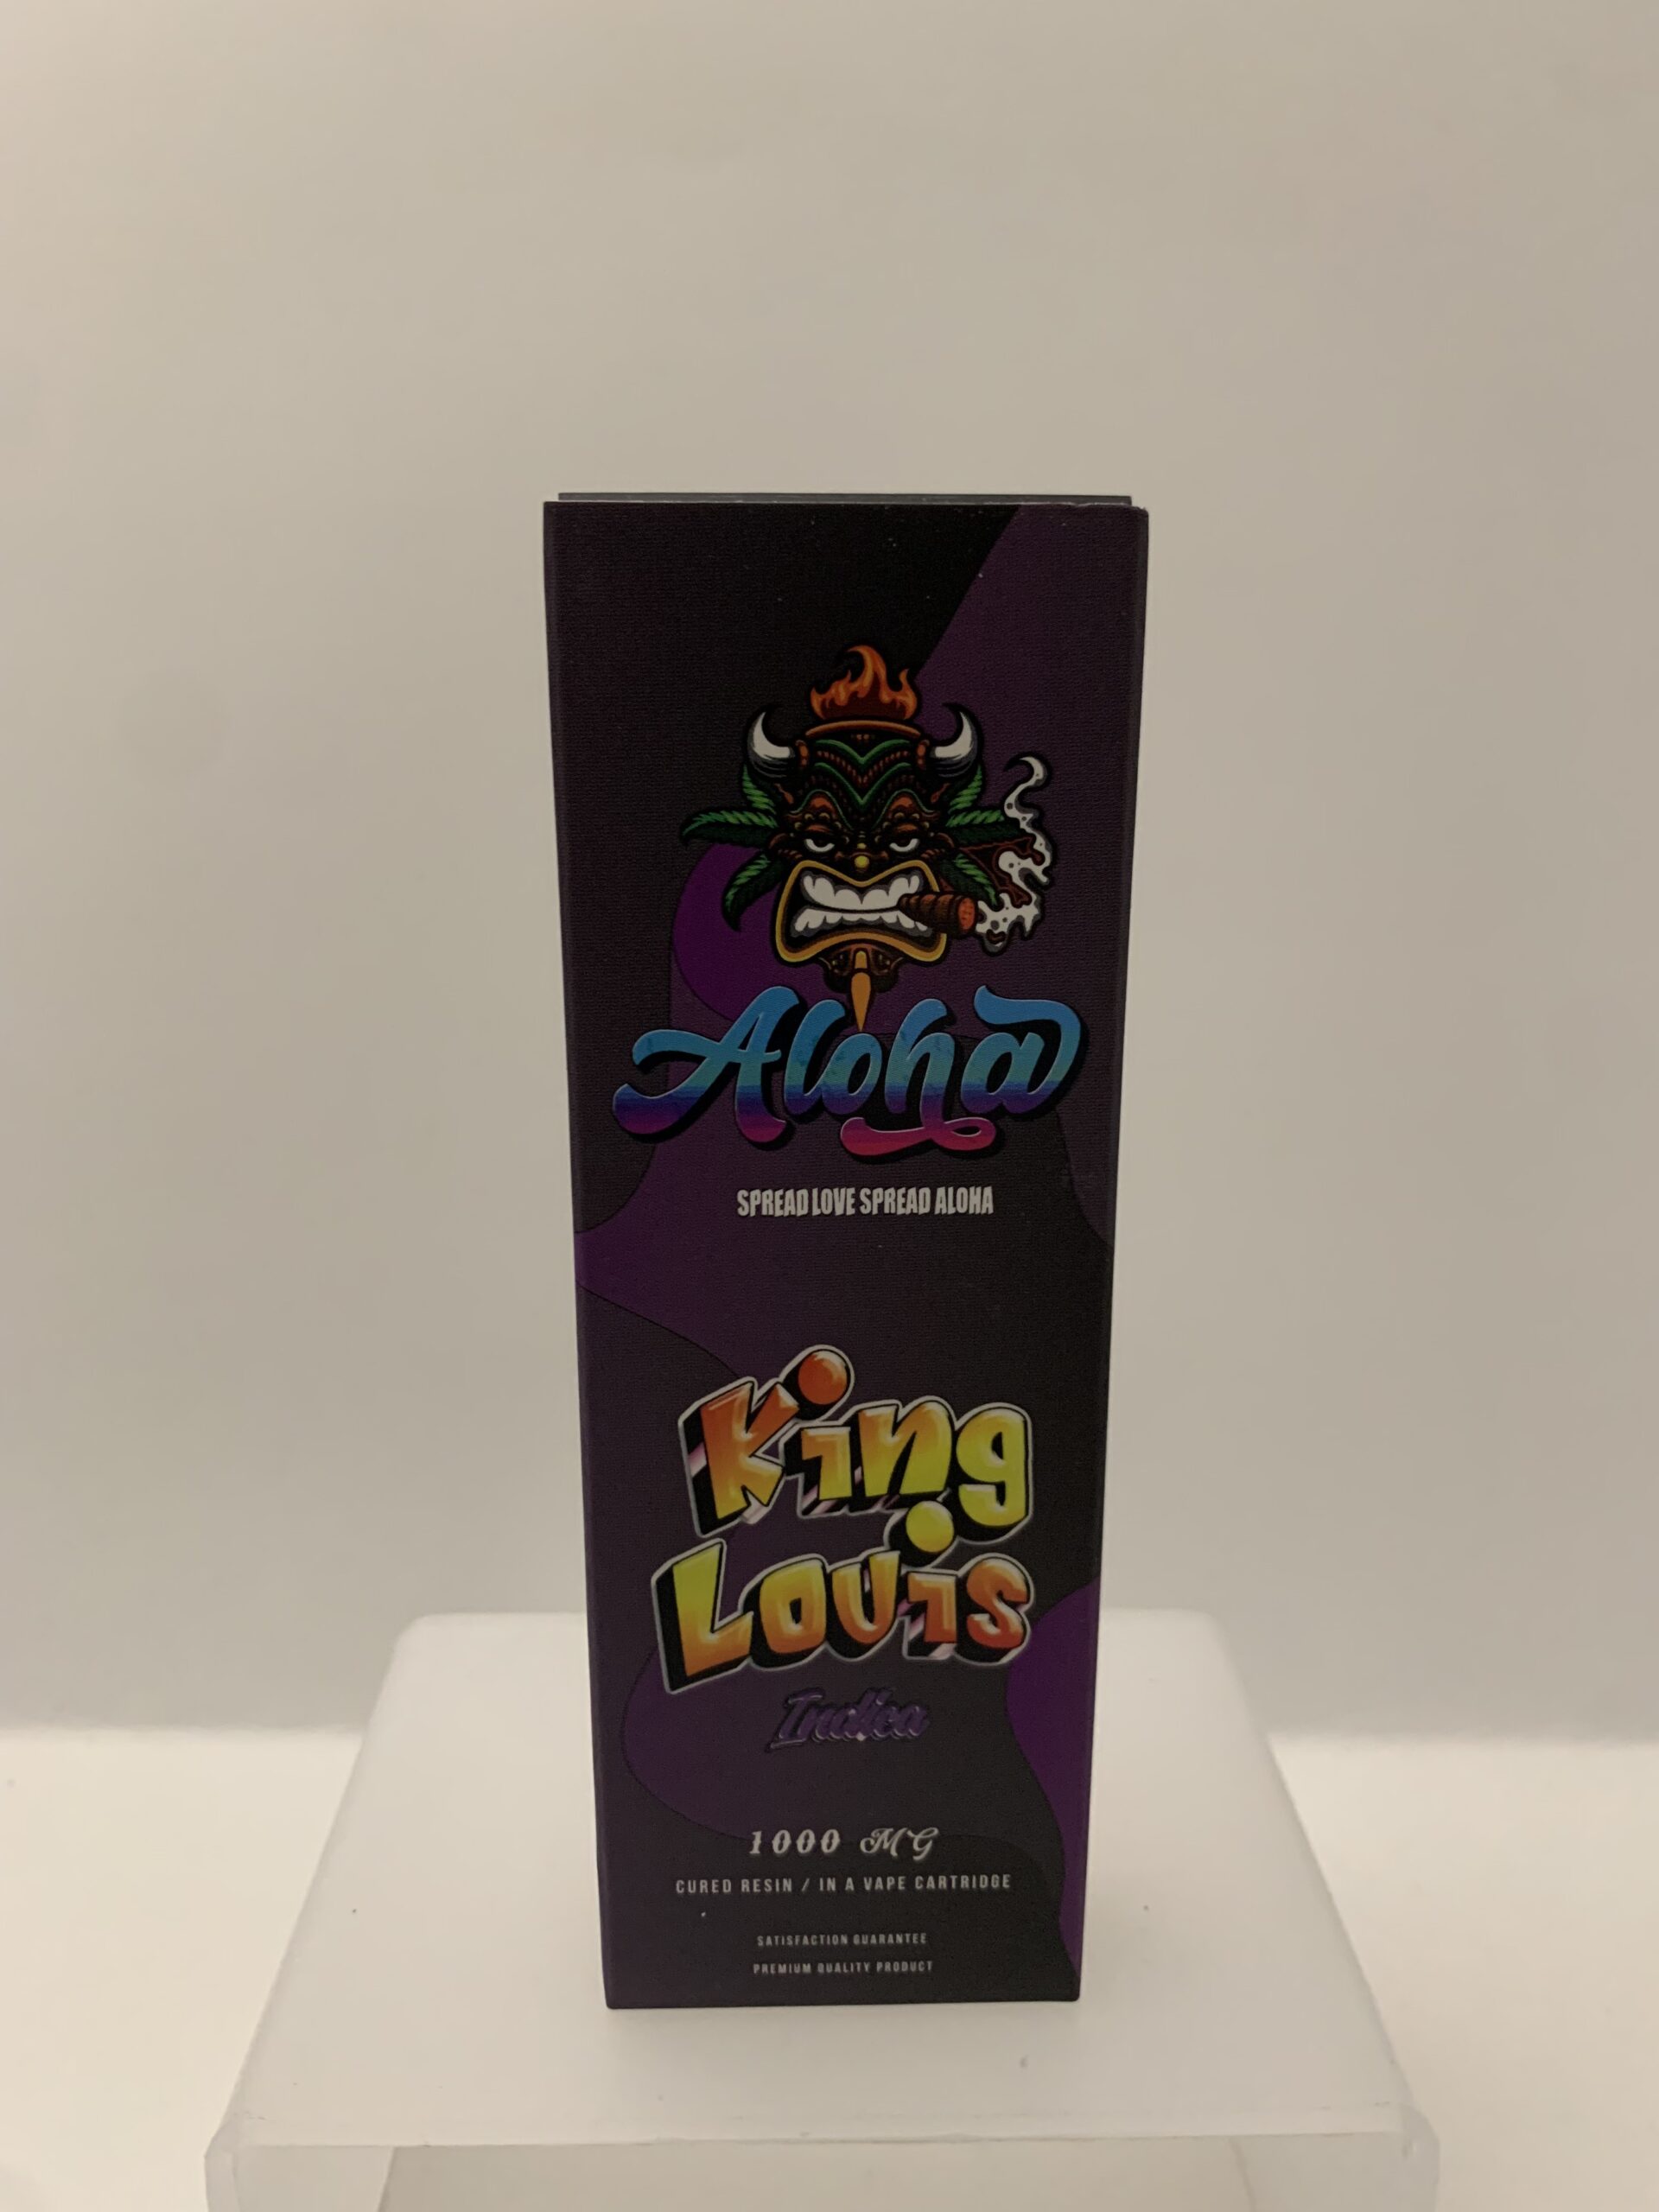 Aloha
SPREAD LOVE SPREAD ALOHA
King
Louis
Indica
1000 MG
CURED RESIN / IN A VAPE CARTRIDGE
SATISFACTION GUARANTEE
PREMIUM QUALITY PRODUCT